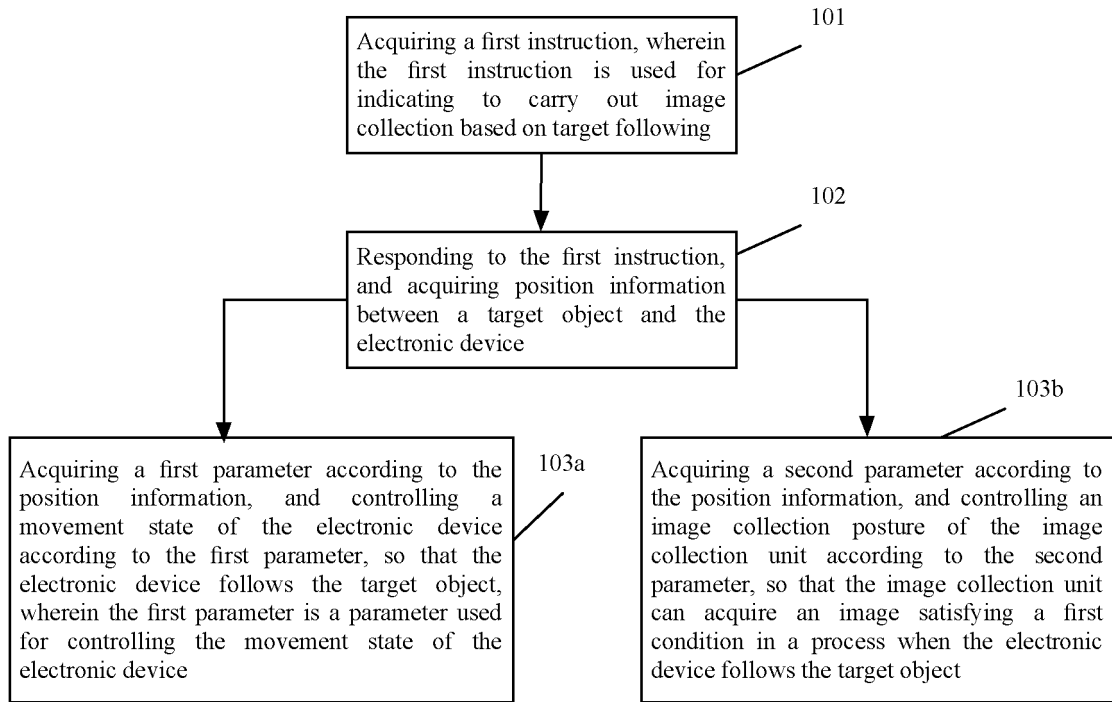 101
Acquiring a first instruction, wherein
the first instruction is used for
indicating to carry out image
collection based on target following
102
Responding to the first instruction,
and acquiring position information
between a target object and the
electronic device
103a
Acquiring a first parameter according to the
position information, and controlling a
movement state of the electronic device
according to the first parameter, so that the
electronic device follows the target object,
wherein the first parameter is a parameter used
for controlling the movement state of the
electronic device
103b
Acquiring a second parameter according to
the position information, and controlling an
image collection posture of the image
collection unit according to the second
parameter, so that the image collection unit
can acquire an image satisfying a first
condition in a process when the electronic
device follows the target object